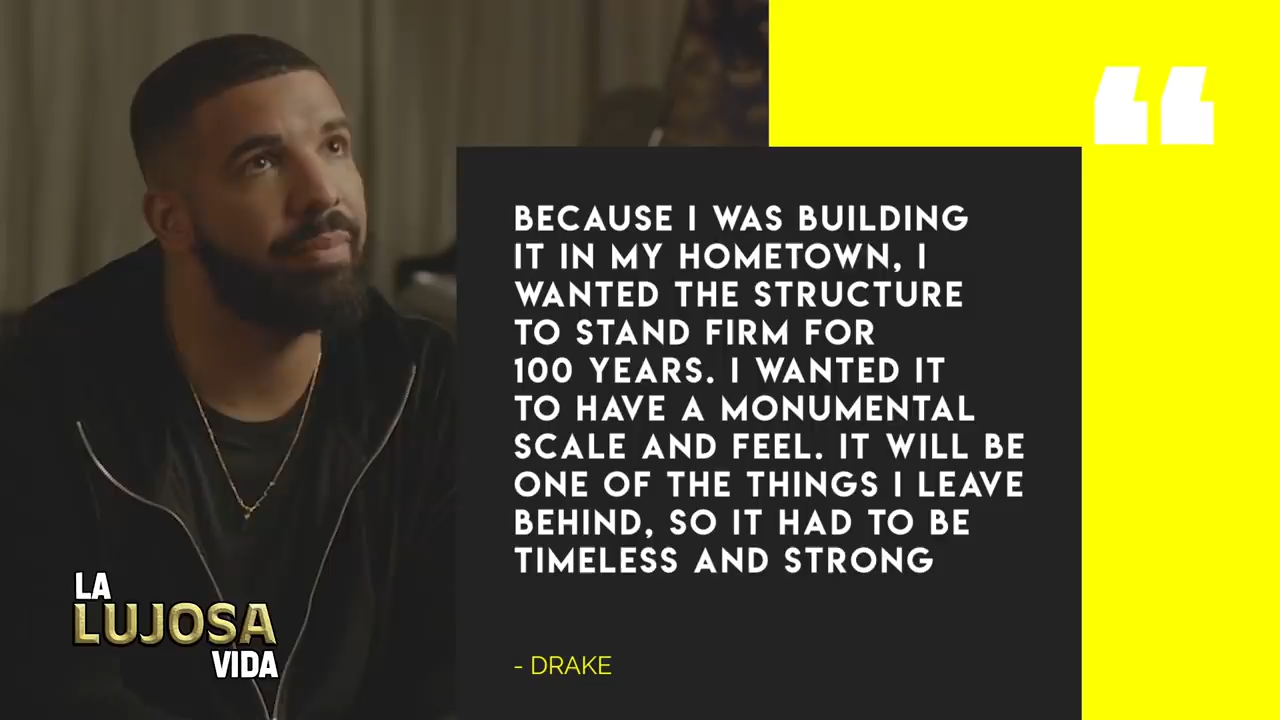 BECAUSE I WAS BUILDING
IT IN MY HOMETOWN, I
WANTED THE STRUCTURE
TO STAND FIRM FOR
100 YEARS. I WANTED IT
TO HAVE A MONUMENTAL
SCALE AND FEEL. IT WILL BE
ONE OF THE THINGS I LEAVE
BEHIND, SO IT HAD TO BE
TIMELESS AND STRONG
- DRAKE
LA
LUJOSA
VIDA